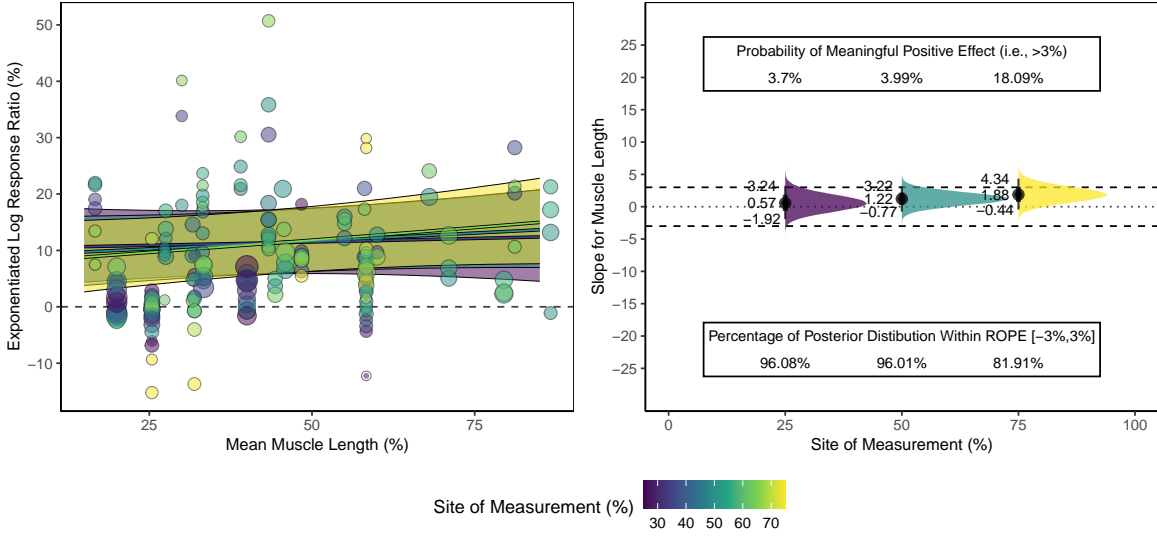 Exponentiated Log Response Ratio (%)
50
40
30
20
10
0
−10
25
50
75
Mean Muscle Length (%)
Slope for Muscle Length
25
20
15
10
5
0
−5
−10
−15
−20
−25
Probability of Meaningful Positive Effect (i.e., >3%)
3.7% 3.99% 18.09%
3.24 3.22 4.34
0.57 1.22 1.88
−1.92 −0.77 −0.44
Percentage of Posterior Distibution Within ROPE [−3%,3%]
96.08% 96.01% 81.91%
0 25 50 75 100
Site of Measurement (%)
Site of Measurement (%)
30 40 50 60 70